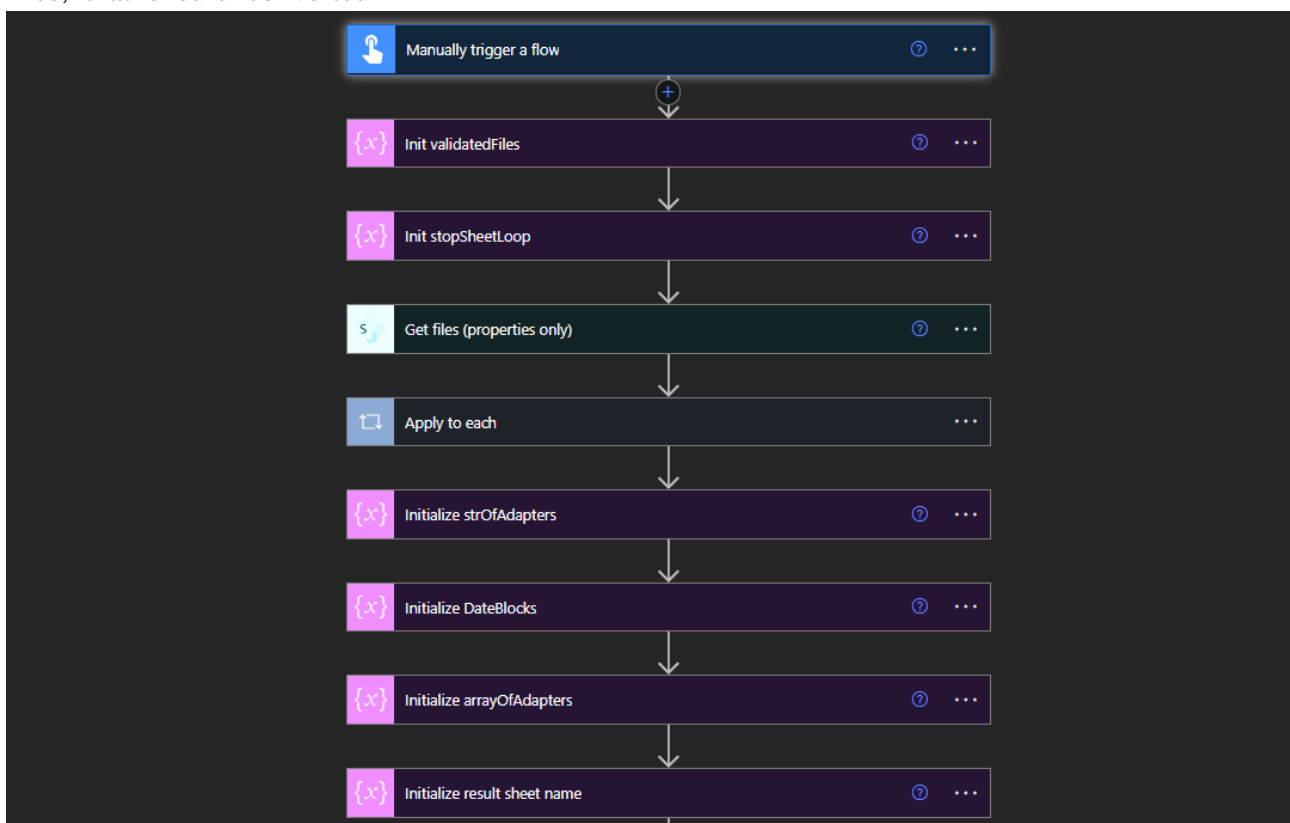 Manually trigger a flow
{x} Init validatedFiles
{x} Init stopSheetLoop
S Get files (properties only)
Apply to each
{x} Initialize strOfAdapters
{x} Initialize DateBlocks
{x} Initialize arrayOfAdapters
{x} Initialize result sheet name